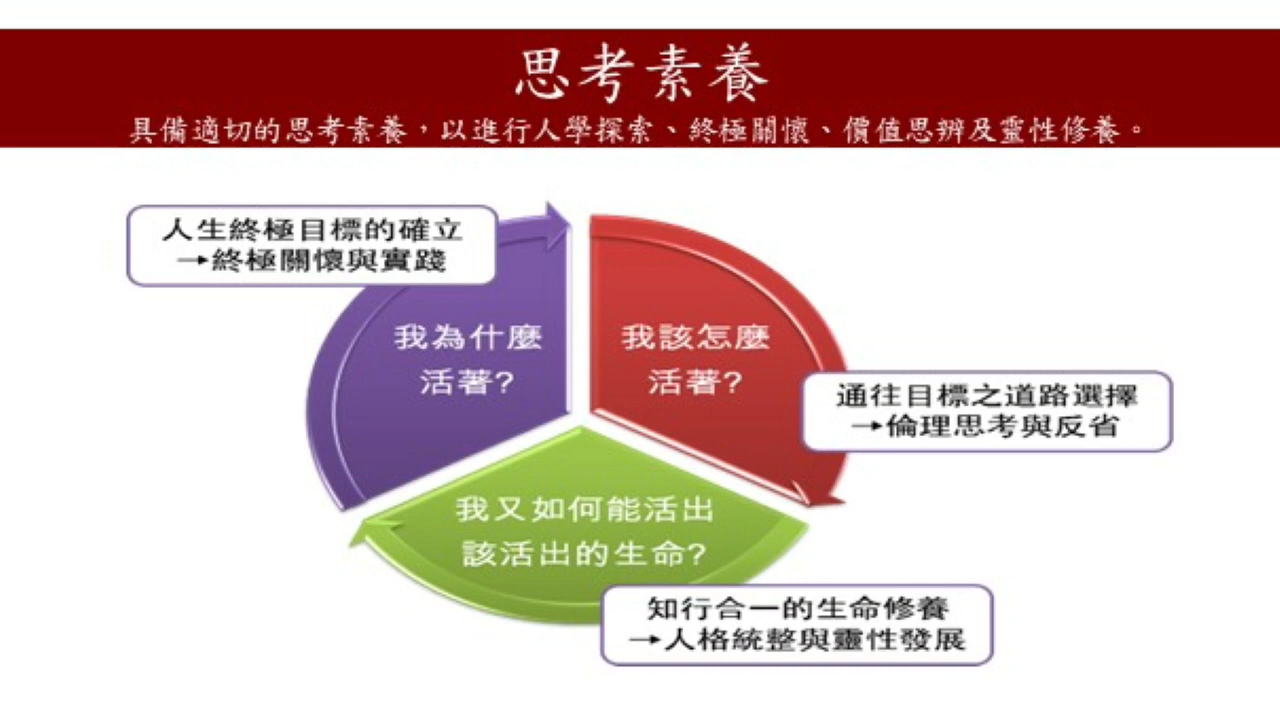 思考素養
具備適切的思考素養，以進行人學探索、終極關懷、價值思辨及靈性修養。
人生終極目標的確立
→終極關懷與實踐
我為什麼
活著?
我該怎麼
活著?
通往目標之道路選擇
→倫理思考與反省
我又如何能活出
該活出的生命?
知行合一的生命修養
→人格統整與靈性發展